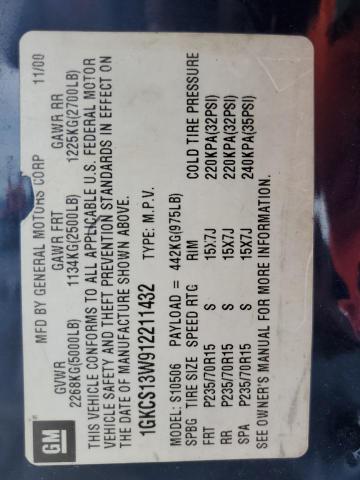 GM
MFD BY GENERAL MOTORS CORP 11/00
GVWR GAWR FRT GAWR RR
2268KG(5000LB) 1134KG(2500LB) 1225KG(2700LB)
THIS VEHICLE CONFORMS TO ALL APPLICABLE U.S. FEDERAL MOTOR
VEHICLE SAFETY AND THEFT PREVENTION STANDARDS IN EFFECT ON
THE DATE OF MANUFACTURE SHOWN ABOVE.
1GKCS13W912211432 TYPE: M.P.V.
MODEL: S10506 PAYLOAD = 442KG(975LB)
SPBG TIRE SIZE SPEED RTG RIM COLD TIRE PRESSURE
FRT P235/70R15 S 15X7J 220KPA(32PSI)
RR P235/70R15 S 15X7J 220KPA(32PSI)
SPA P235/70R15 S 15X7J 240KPA(35PSI)
SEE OWNER'S MANUAL FOR MORE INFORMATION.